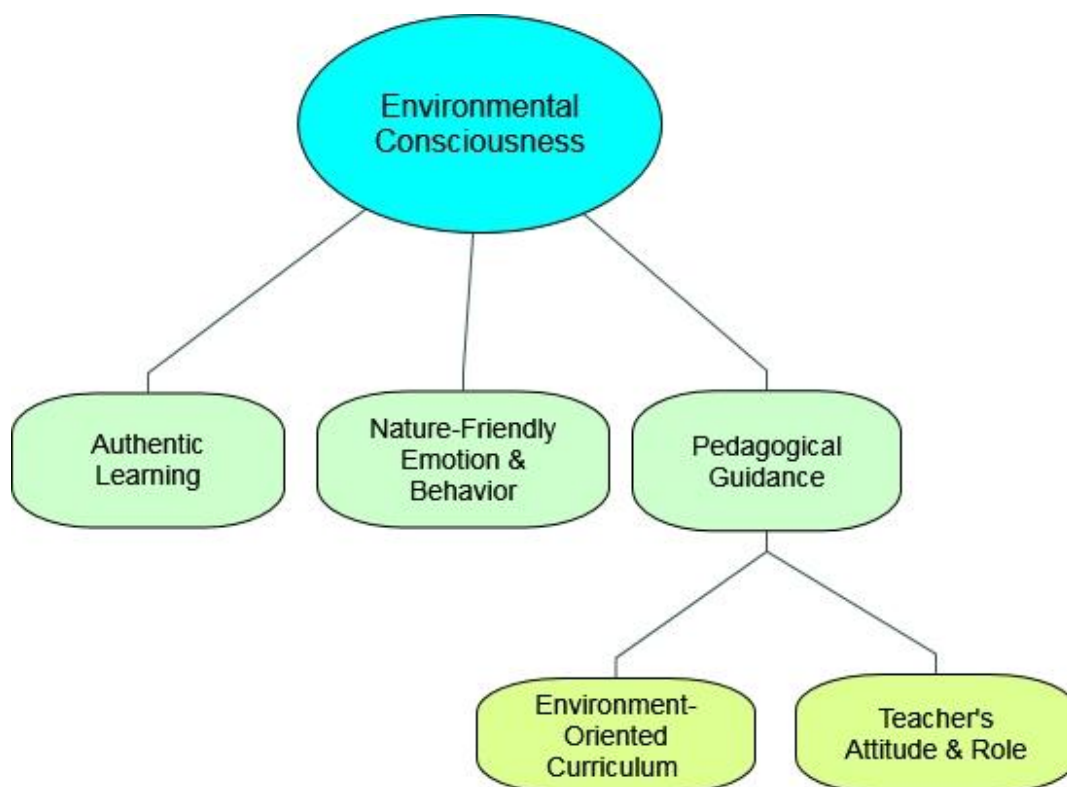 Environmental
Consciousness
Authentic
Learning
Nature-Friendly
Emotion &
Behavior
Pedagogical
Guidance
Environment-
Oriented
Curriculum
Teacher's
Attitude & Role